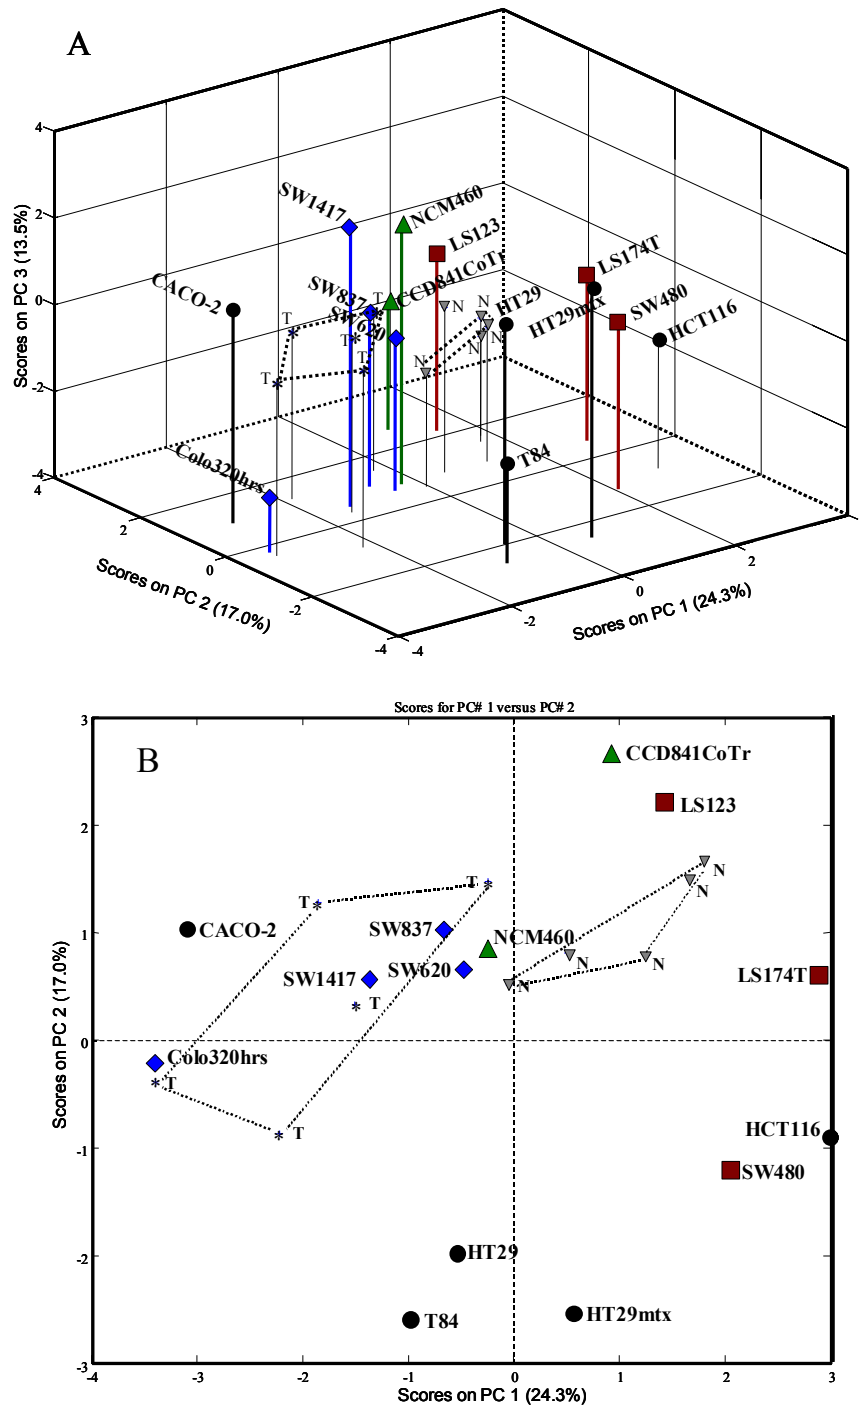 A
4
2
0
-2
-4
Scores on PC 3 (13.5%)
SW1417
NCM460
LS123
LS174T
CACO-2
SW837
T
CCD841CoTr
SW620
T
T
T
T
N
N
N
N
N
HT29
HT29mtx
SW480
HCT116
Colo320hrs
T84
4
2
0
-2
-4
Scores on PC 2 (17.0%)
-4
-2
0
2
Scores on PC 1 (24.3%)
Scores for PC# 1 versus PC# 2
B
3
2
1
0
-1
-2
-3
Scores on PC 2 (17.0%)
CCD841CoTr
LS123
N
N
T
T
CACO-2
SW837
NCM460
N
N
SW620
SW1417
LS174T
N
T
Colo320hrs
T
T
HCT116
SW480
HT29
T84
HT29mtx
-4
-3
-2
-1
0
1
2
3
Scores on PC 1 (24.3%)